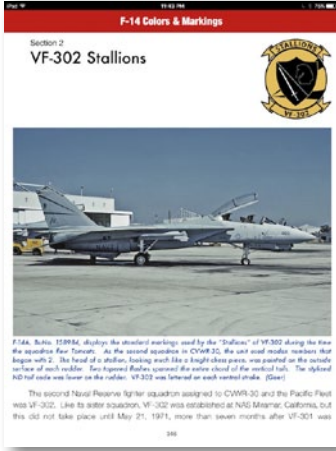 iPad
11:43 PM
F-14 Colors & Markings
Section 2
VF-302 Stallions
STALLIONS
VF-302
F-14A, BuNo. 158984, displays the standard markings used by the "Stallions" of VF-302 during the time
the squadron flew Tomcats. As the second squadron in CVWR-30, the unit used modex numbers that
began with 2. The head of a stallion, looking much like a knight chess piece, was painted on the outside
surface of each rudder. Two tapered flashes spanned the entire chord of the vertical tails. The stylized
ND tail code was lower on the rudder. VF-302 was lettered on each ventral strake. (Geer)
The second Naval Reserve fighter squadron assigned to CVWR-30 and the Pacific Fleet
was VF-302. Like its sister squadron, VF-302 was established at NAS Miramar, California, but
this did not take place until May 21, 1971, more than seven months after VF-301 was